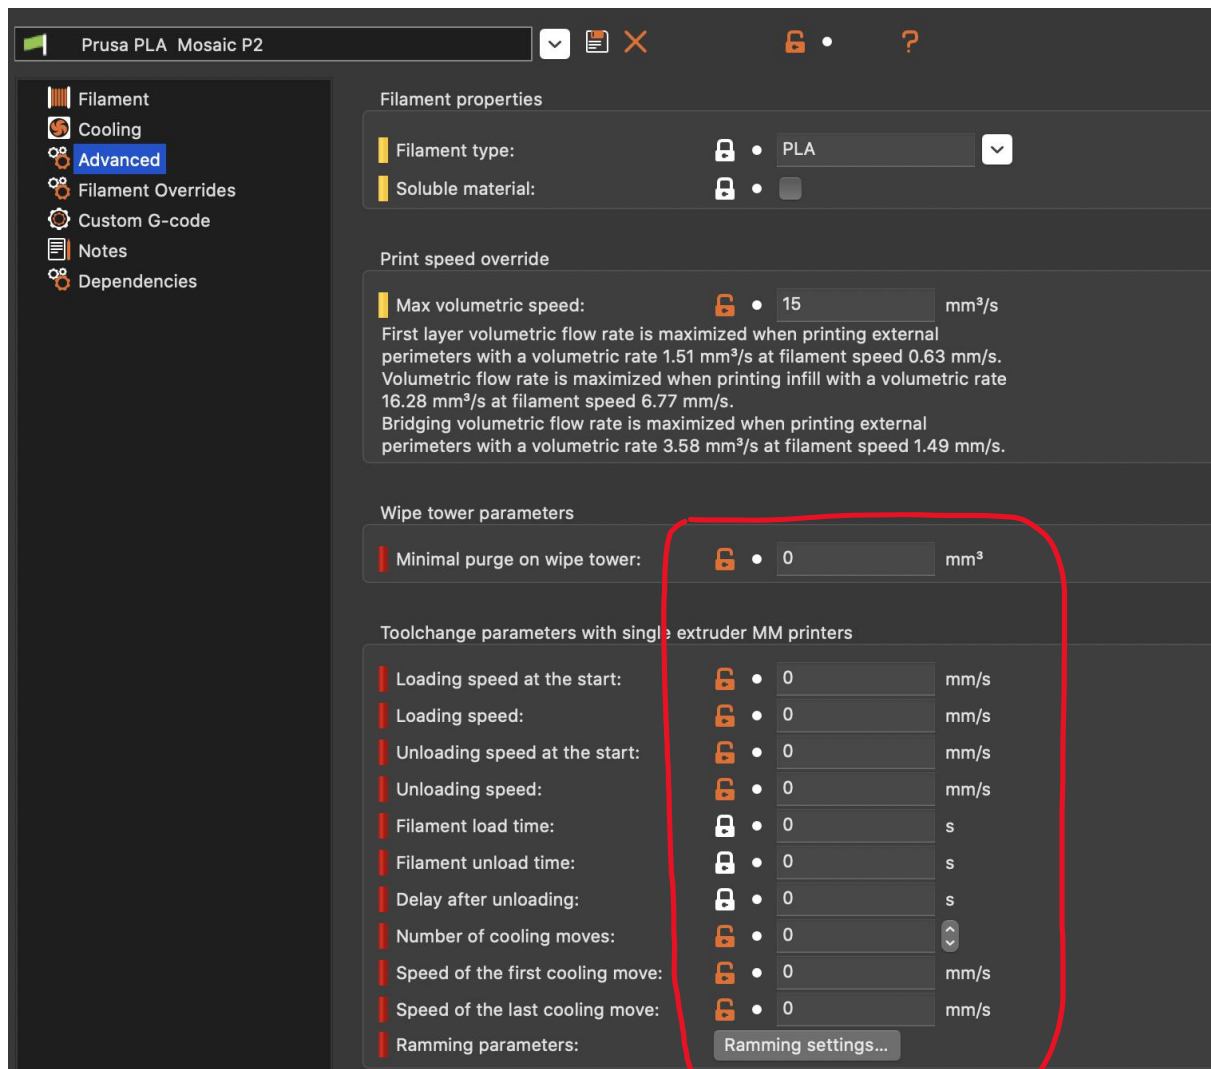 Prusa PLA Mosaic P2
?
Filament
Cooling
Advanced
Filament Overrides
Custom G-code
Notes
Dependencies
Filament properties
Filament type: PLA
Soluble material:
Print speed override
Max volumetric speed: 15 mm³/s
First layer volumetric flow rate is maximized when printing external
perimeters with a volumetric rate 1.51 mm³/s at filament speed 0.63 mm/s.
Volumetric flow rate is maximized when printing infill with a volumetric rate
16.28 mm³/s at filament speed 6.77 mm/s.
Bridging volumetric flow rate is maximized when printing external
perimeters with a volumetric rate 3.58 mm³/s at filament speed 1.49 mm/s.
Wipe tower parameters
Minimal purge on wipe tower: 0 mm³
Toolchange parameters with single extruder MM printers
Loading speed at the start: 0 mm/s
Loading speed: 0 mm/s
Unloading speed at the start: 0 mm/s
Unloading speed: 0 mm/s
Filament load time: 0 s
Filament unload time: 0 s
Delay after unloading: 0 s
Number of cooling moves: 0
Speed of the first cooling move: 0 mm/s
Speed of the last cooling move: 0 mm/s
Ramming parameters: Ramming settings...